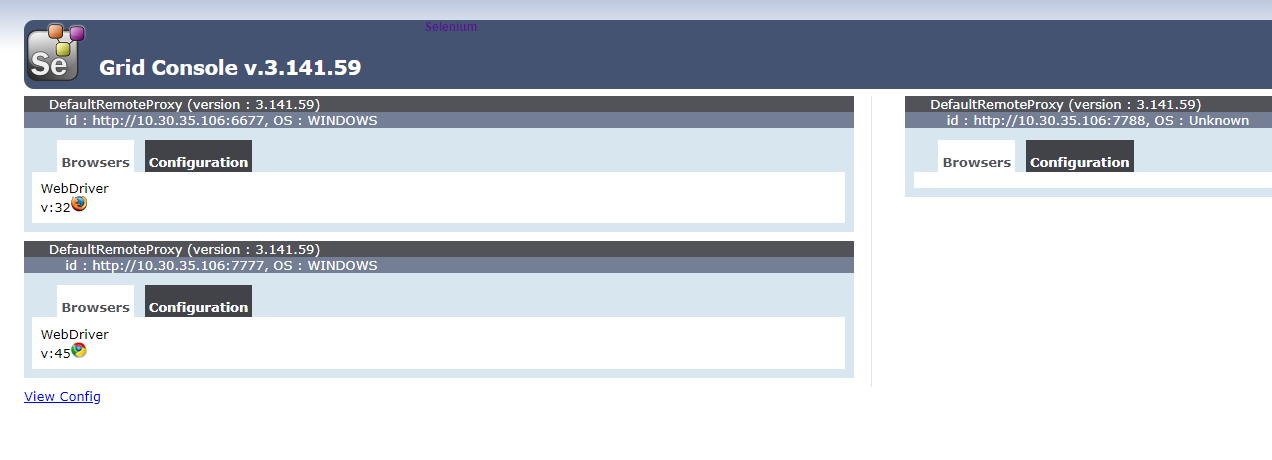 Selenium
Se
Grid Console v.3.141.59
DefaultRemoteProxy (version : 3.141.59)
id : http://10.30.35.106:6677, OS : WINDOWS
Browsers Configuration
WebDriver
v:32
DefaultRemoteProxy (version : 3.141.59)
id : http://10.30.35.106:7777, OS : WINDOWS
Browsers Configuration
WebDriver
v:45
View Config
DefaultRemoteProxy (version : 3.141.59)
id : http://10.30.35.106:7788, OS : Unknown
Browsers Configuration